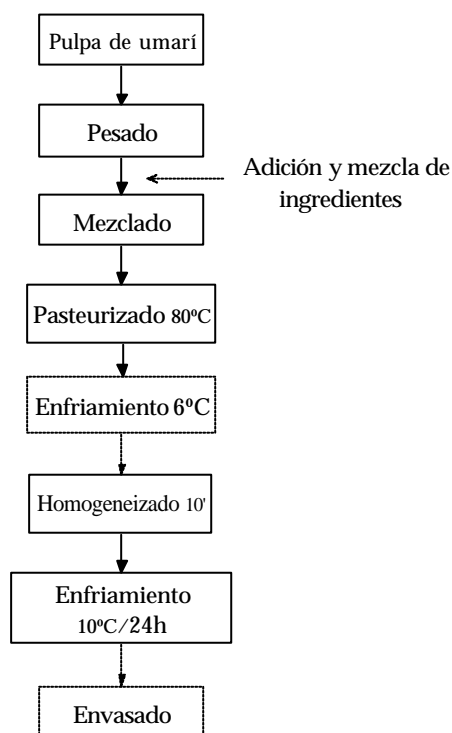 Pulpa de umarí
Pesado
Adición y mezcla de
ingredientes
Mezclado
Pasteurizado 80ºC
Enfriamiento 6ºC
Homogeneizado 10'
Enfriamiento
10ºC/24h
Envasado